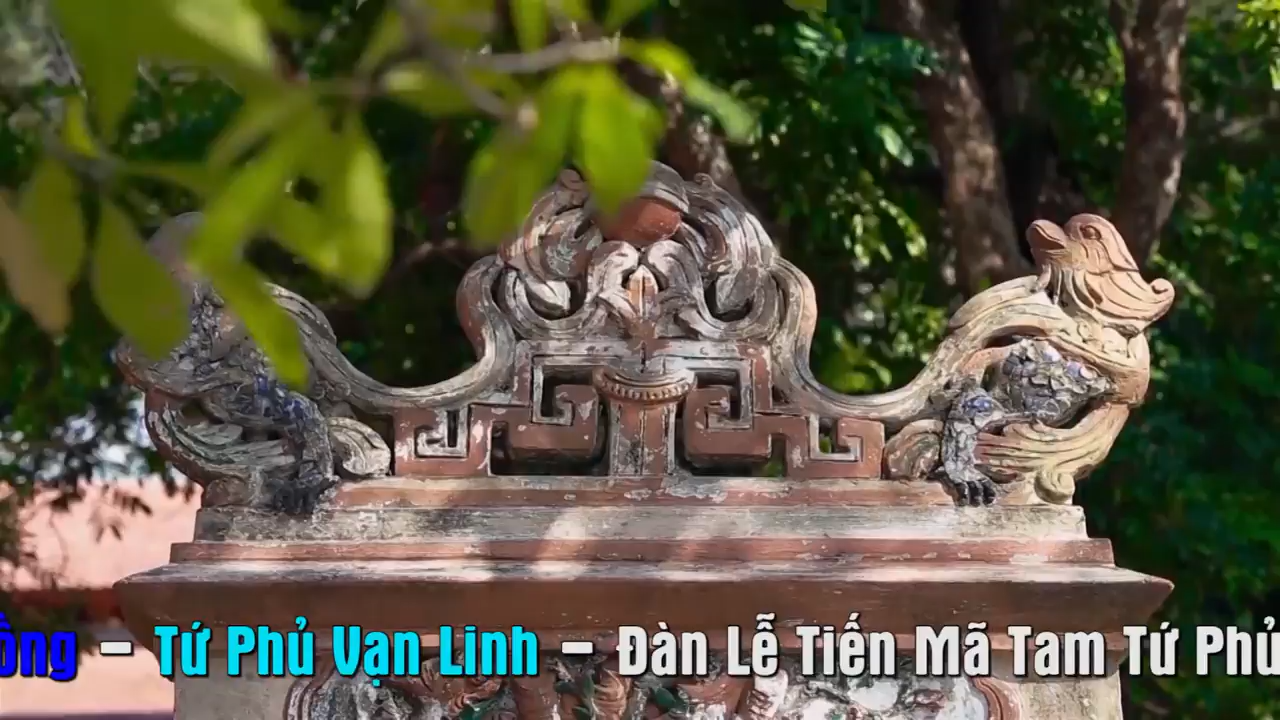 – Tứ Phủ Vạn Linh – Đàn Lễ Tiến Mã Tam Tứ Phủ